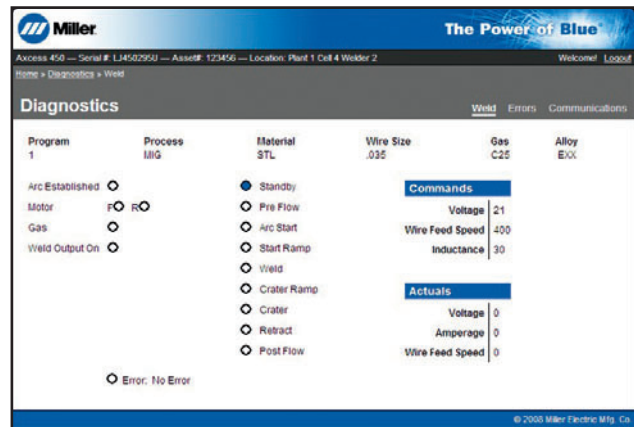 Miller
The Power of Blue®
Axcess 450 — Serial #: LJ450295U — Asset#: 123456 — Location: Plant 1 Cell 4 Welder 2
Welcome! Logout
Home » Diagnostics » Weld
Diagnostics
Weld Errors Communications
Program Process Material Wire Size Gas Alloy
1 MIG STL .035 C25 EXX
Arc Established
Motor F R
Gas
Weld Output On
Standby
Pre Flow
Arc Start
Start Ramp
Weld
Crater Ramp
Crater
Retract
Post Flow
Commands
Voltage 21
Wire Feed Speed 400
Inductance 30
Actuals
Voltage 0
Amperage 0
Wire Feed Speed 0
Error: No Error
© 2008 Miller Electric Mfg. Co